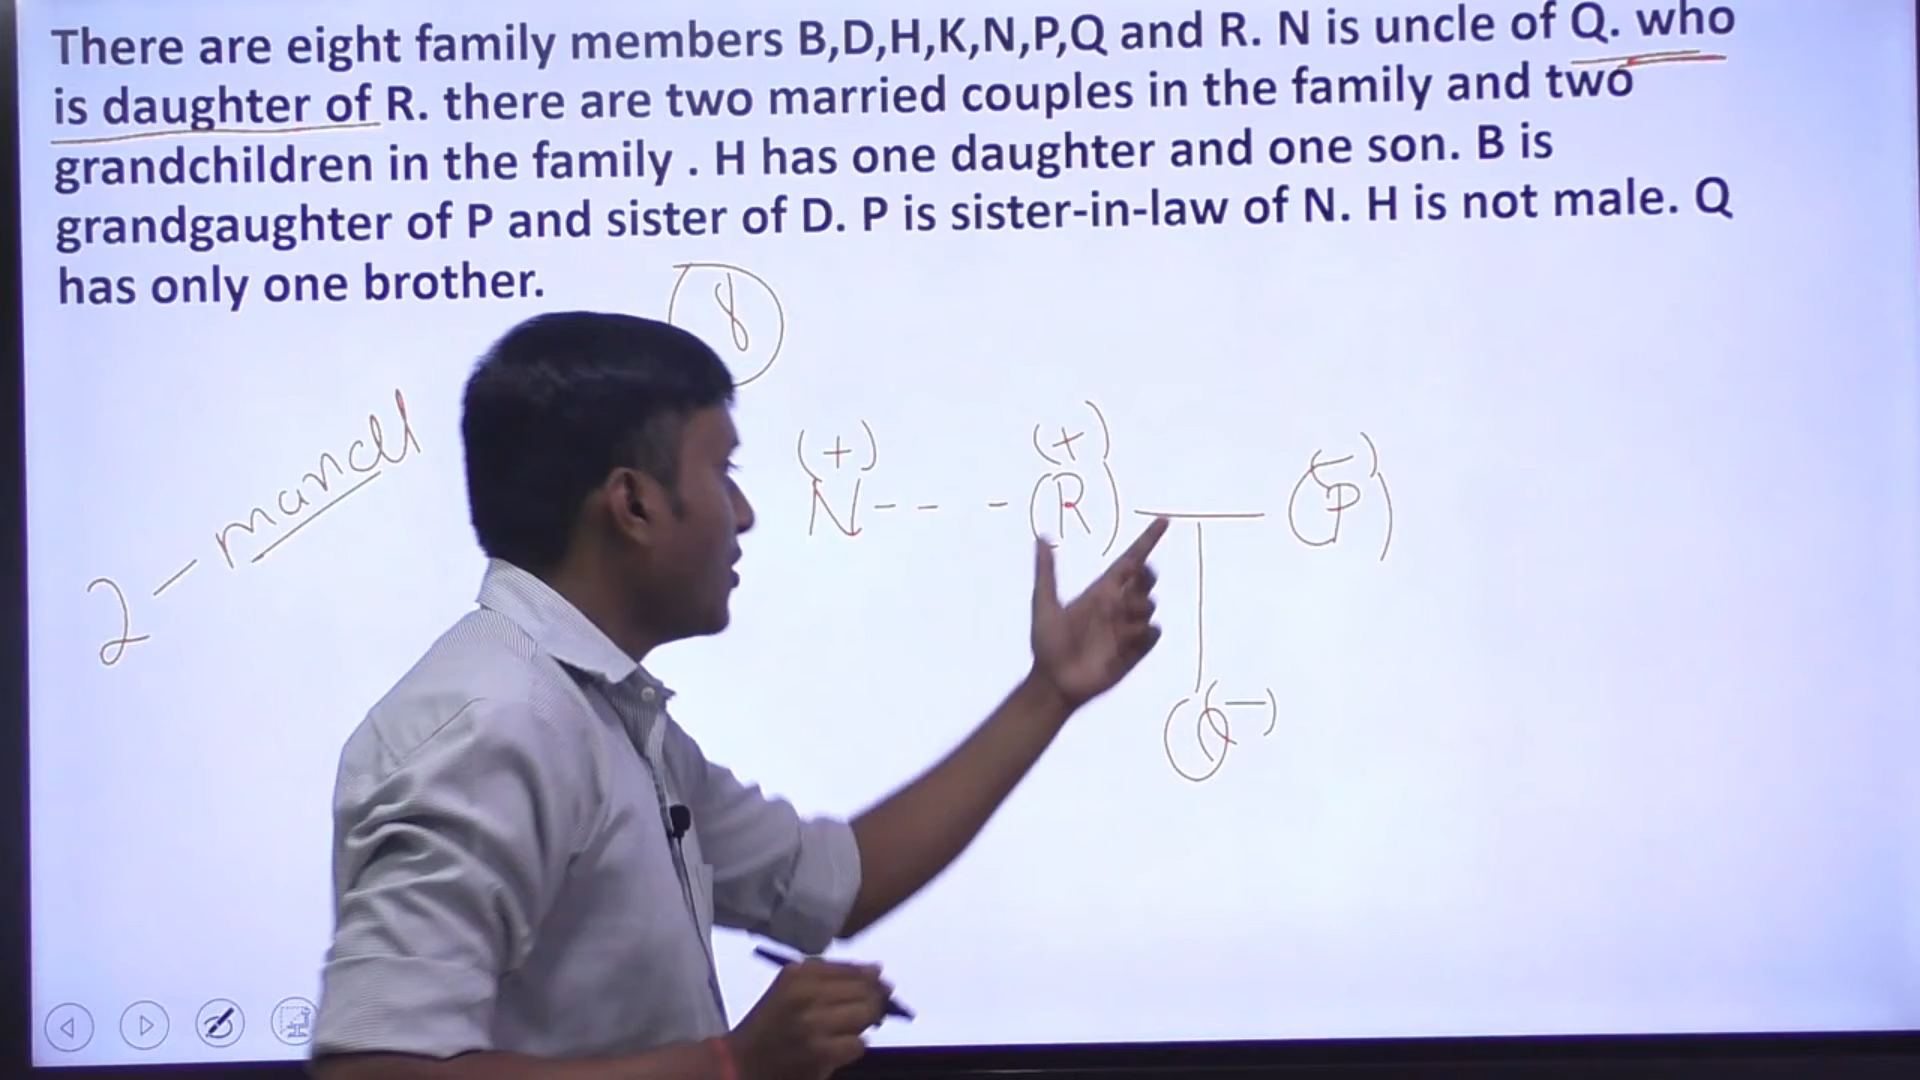 There are eight family members B,D,H,K,N,P,Q and R. N is uncle of Q. who
is daughter of R. there are two married couples in the family and two
grandchildren in the family . H has one daughter and one son. B is
grandgaughter of P and sister of D. P is sister-in-law of N. H is not male. Q
has only one brother.
8
(+) (+) (-)
N--- (R) — (P)
2 -
(Q(-)